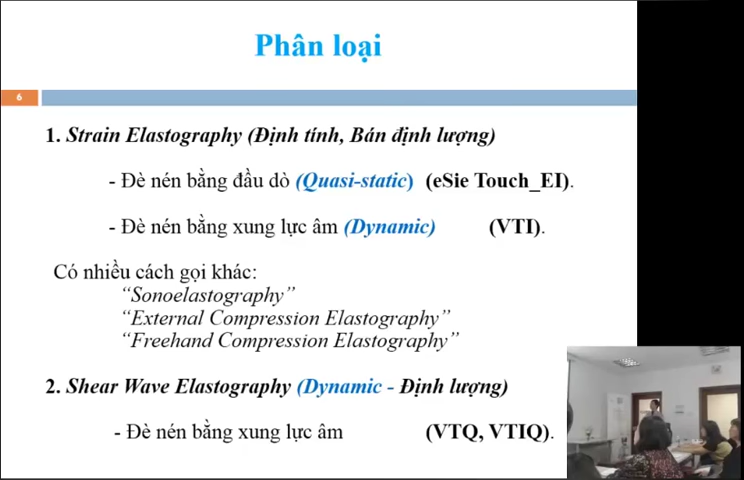 Phân loại
6
1. Strain Elastography (Định tính, Bán định lượng)
- Đè nén bằng đầu dò (Quasi-static) (eSie Touch_EI).
- Đè nén bằng xung lực âm (Dynamic) (VTI).
Có nhiều cách gọi khác:
“Sonoelastography”
“External Compression Elastography”
“Freehand Compression Elastography”
2. Shear Wave Elastography (Dynamic - Định lượng)
- Đè nén bằng xung lực âm (VTQ, VTIQ).